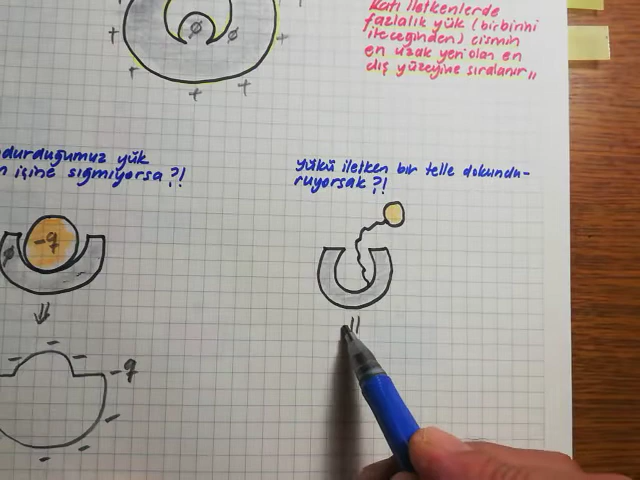 Katı iletkenlerde
fazlalık yük (birbirini
iteceğinden) cismin
en uzak yeri olan en
dış yüzeyine sıralanır,,
+ Ø Ø +
+ + +
durduğumuz yük
n içine sığmıyorsa?!
Yükü iletken bir telle dokundu-
ruyorsak?!
-q
Ø
-q